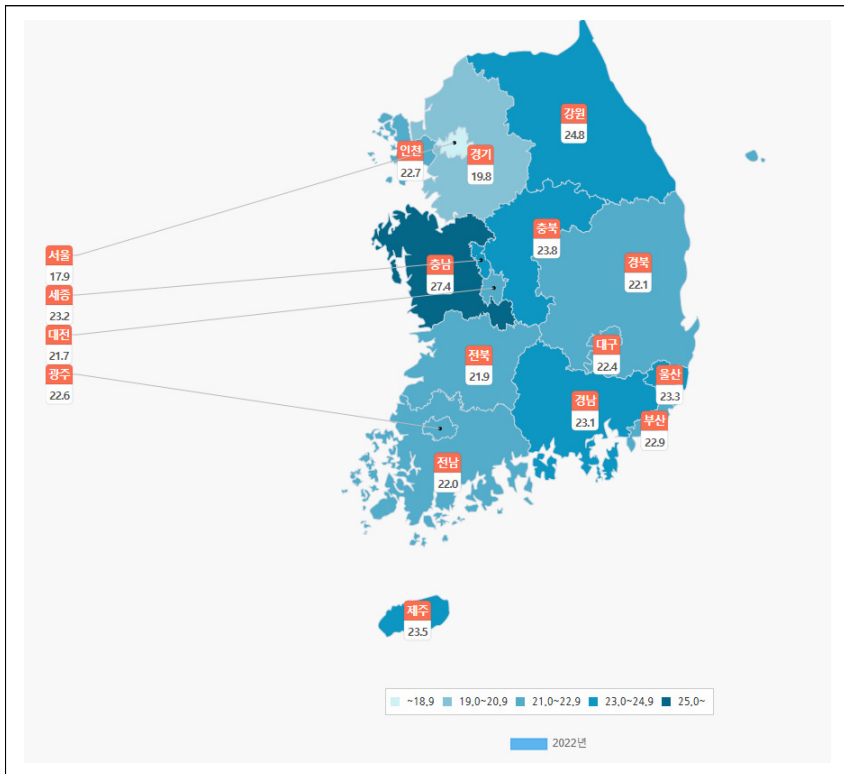 강원
24.8
인천
22.7
경기
19.8
서울
17.9
세종
23.2
대전
21.7
광주
22.6
충남
27.4
충북
23.8
경북
22.1
전북
21.9
대구
22.4
울산
23.3
경남
23.1
부산
22.9
전남
22.0
제주
23.5
~18,9 19,0~20,9 21,0~22,9 23,0~24,9 25,0~
2022년